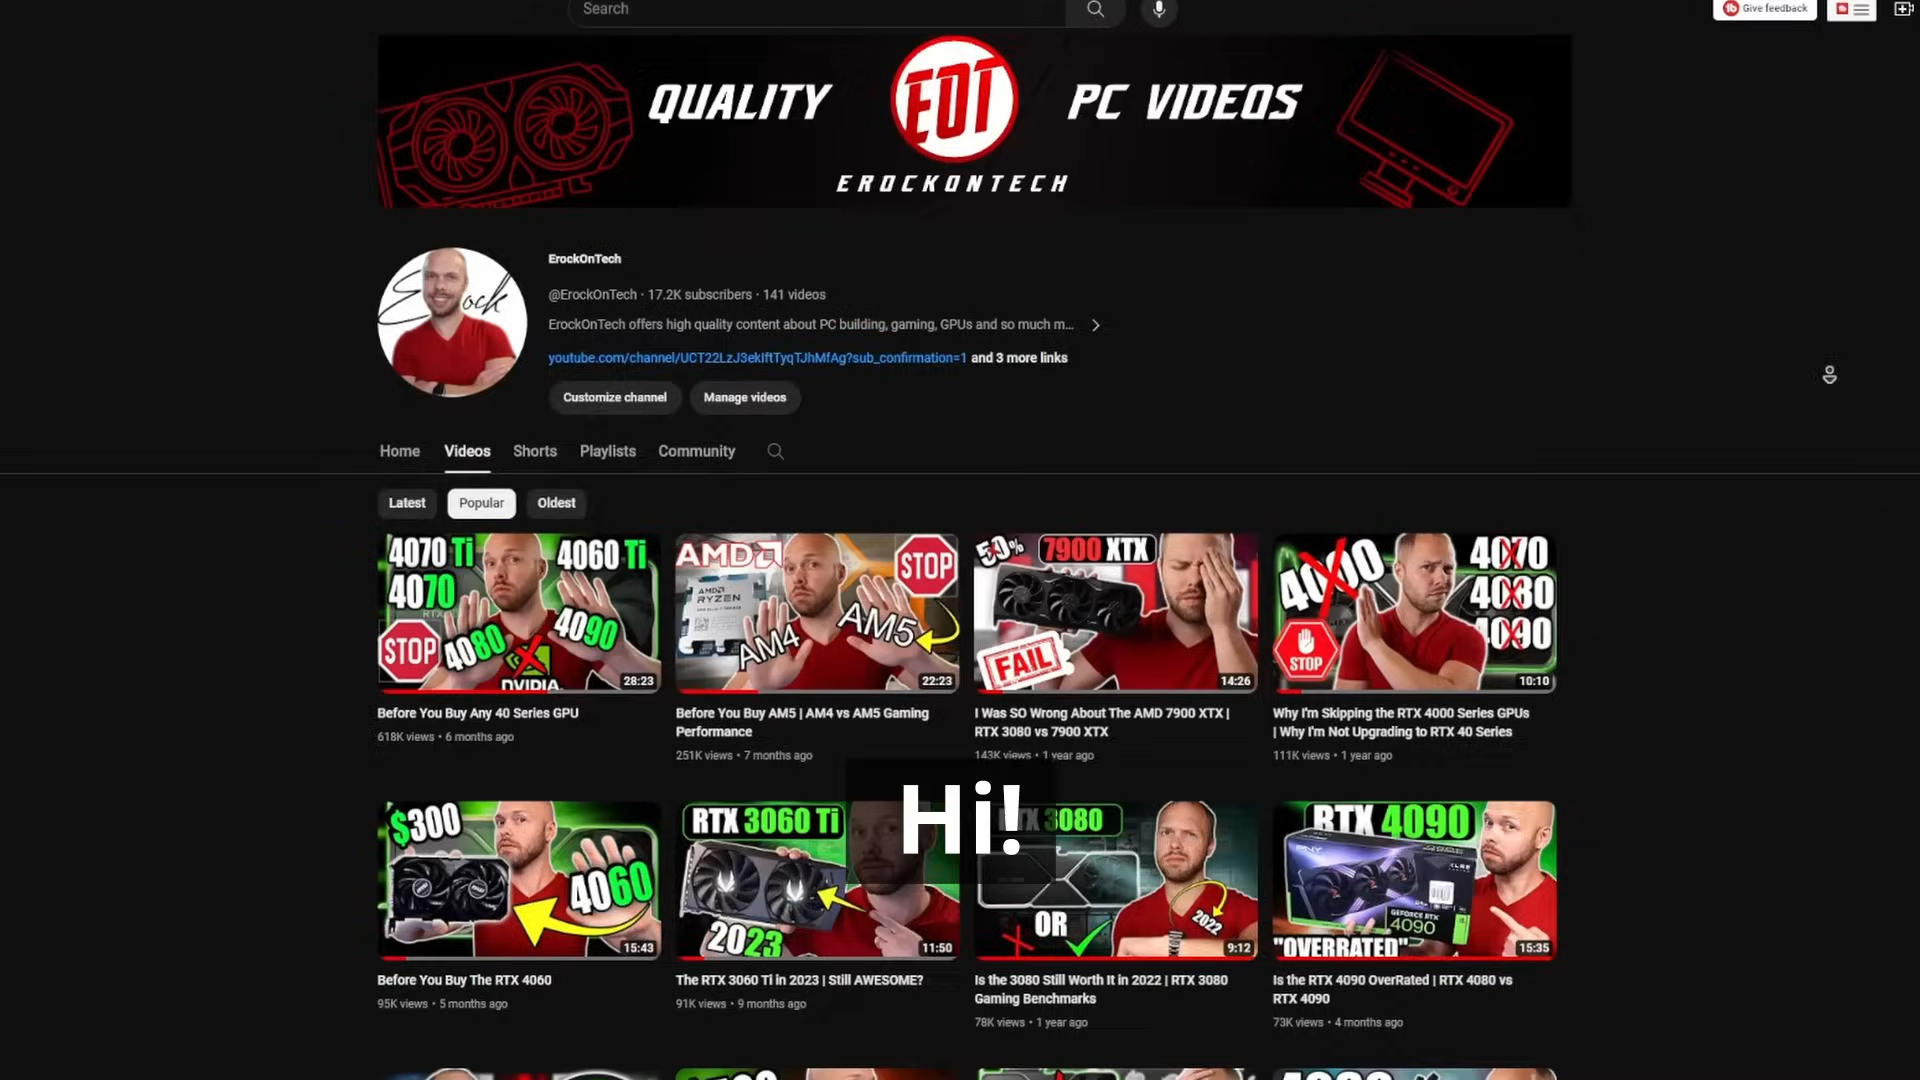 Search
Give feedback
QUALITY EOT PC VIDEOS
EROCKONTECH
Erock
ErockOnTech
@ErockOnTech · 17.2K subscribers · 141 videos
ErockOnTech offers high quality content about PC building, gaming, GPUs and so much m...
youtube.com/channel/UCT22LzJ3ekIftTyqTJhMfAg?sub_confirmation=1 and 3 more links
Customize channel Manage videos
Home Videos Shorts Playlists Community
Latest Popular Oldest
4070 Ti 4060 Ti
4070
RTX
STOP 4080 4090
NVIDIA
28:23
AMD STOP
AMD
RYZEN
AM4 AM5
22:23
50% 7900 XTX
FAIL
14:26
4000 4070
4080
4090
STOP
10:10
Before You Buy Any 40 Series GPU
618K views • 6 months ago
Before You Buy AM5 | AM4 vs AM5 Gaming
Performance
251K views • 7 months ago
I Was SO Wrong About The AMD 7900 XTX |
RTX 3080 vs 7900 XTX
143K views • 1 year ago
Why I'm Skipping the RTX 4000 Series GPUs
| Why I'm Not Upgrading to RTX 40 Series
111K views • 1 year ago
Hi!
$300
4060
15:43
RTX 3060 Ti
2023
11:50
3080
OR
2022
9:12
RTX 4090
PNY
GEFORCE RTX
4090
"OVERRATED"
15:35
Before You Buy The RTX 4060
95K views • 5 months ago
The RTX 3060 Ti in 2023 | Still AWESOME?
91K views • 9 months ago
Is the 3080 Still Worth It in 2022 | RTX 3080
Gaming Benchmarks
78K views • 1 year ago
Is the RTX 4090 OverRated | RTX 4080 vs
RTX 4090
73K views • 4 months ago